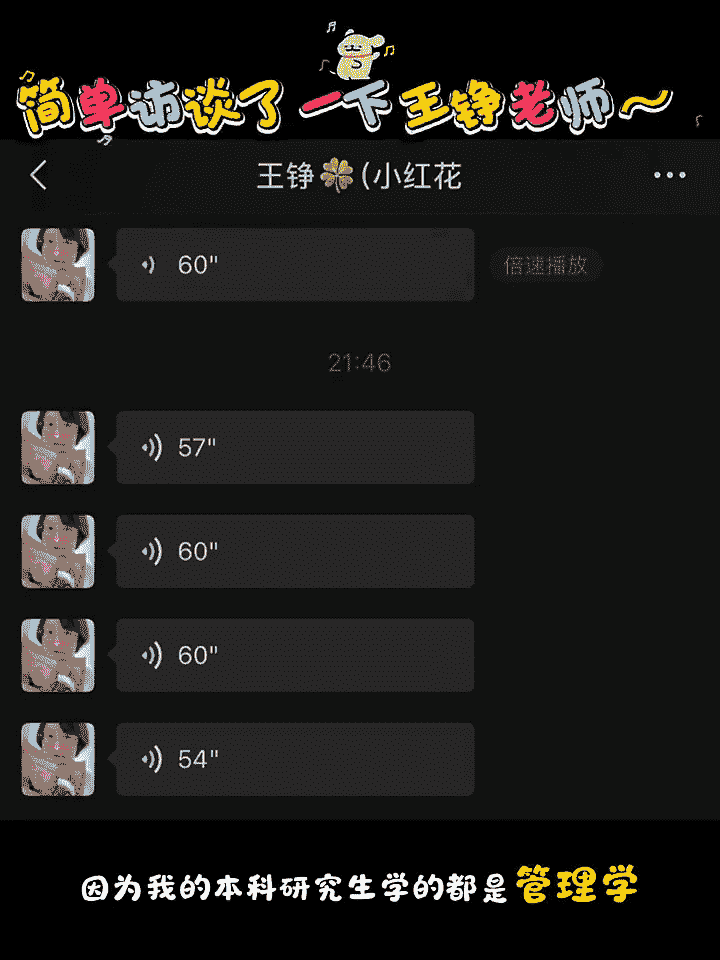 简单访谈了一下王铮老师～
王铮🍀(小红花
60"
倍速播放
21:46
57"
60"
60"
54"
因为我的本科研究生学的都是管理学